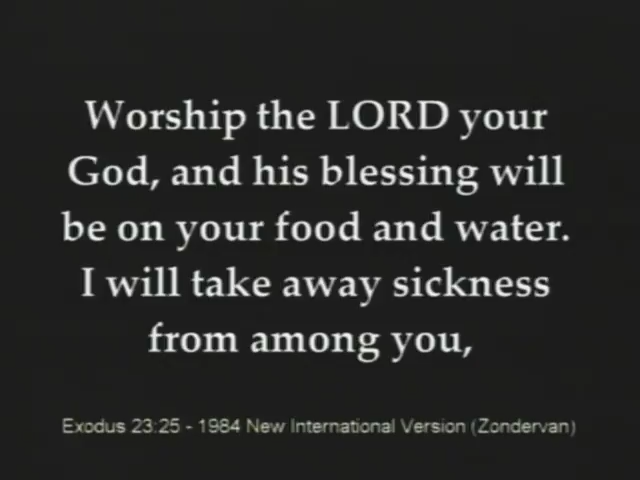 Worship the LORD your
God, and his blessing will
be on your food and water.
I will take away sickness
from among you,
Exodus 23:25 - 1984 New International Version (Zondervan)